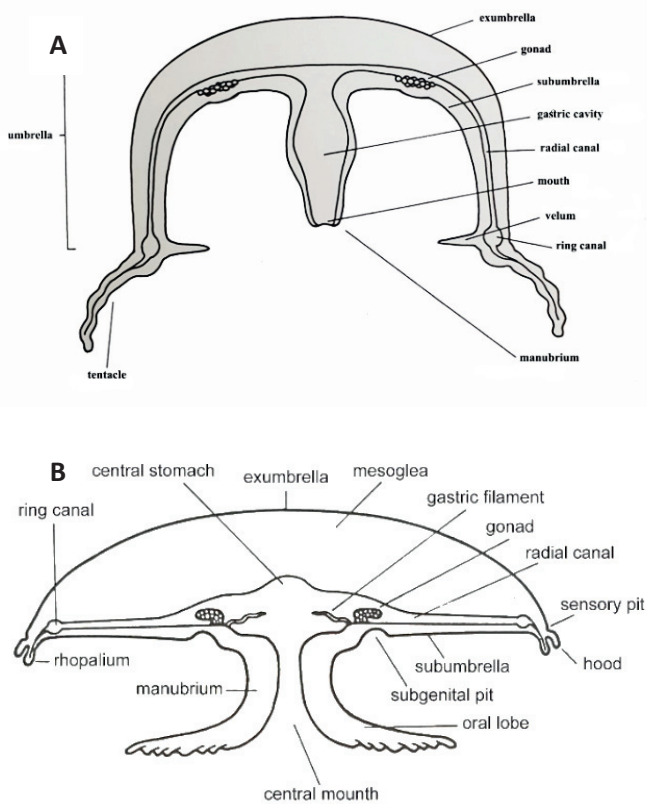 A
exumbrella
gonad
subumbrella
gastric cavity
umbrella
radial canal
mouth
velum
ring canal
manubrium
tentacle
B
central stomach
exumbrella
mesoglea
ring canal
gastric filament
gonad
radial canal
sensory pit
rhopalium
hood
subumbrella
manubrium
subgenital pit
oral lobe
central mounth